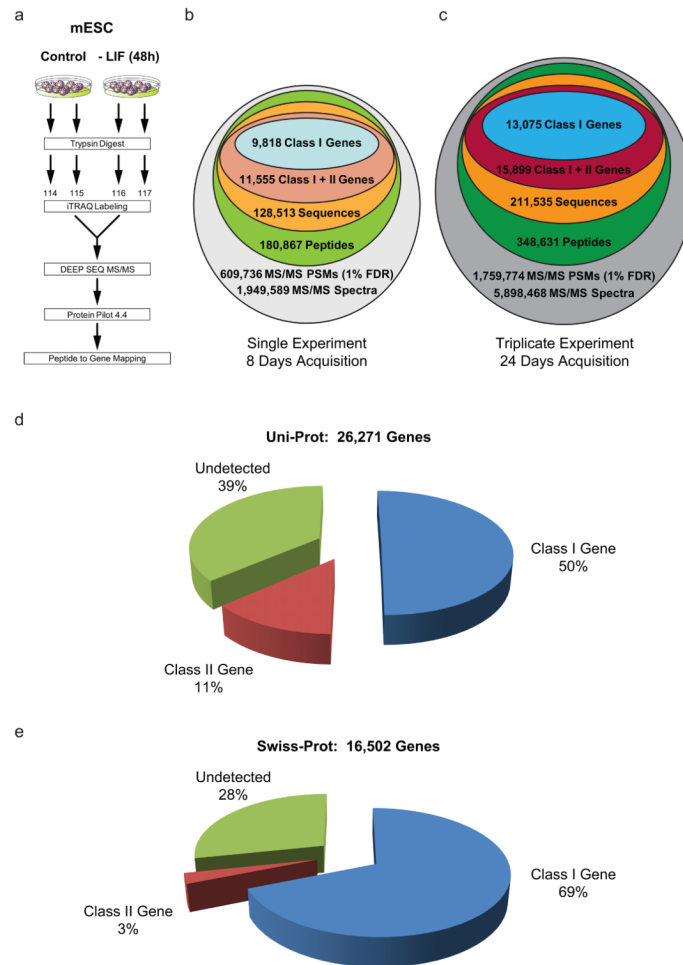 a
mESC
Control - LIF (48h)
Trypsin Digest
114 115 116 117
iTRAQ Labeling
DEEP SEQ MS/MS
Protein Pilot 4.4
Peptide to Gene Mapping
b
9,818 Class I Genes
11,555 Class I + II Genes
128,513 Sequences
180,867 Peptides
609,736 MS/MS PSMs (1% FDR)
1,949,589 MS/MS Spectra
Single Experiment
8 Days Acquisition
c
13,075 Class I Genes
15,899 Class I + II Genes
211,535 Sequences
348,631 Peptides
1,759,774 MS/MS PSMs (1% FDR)
5,898,468 MS/MS Spectra
Triplicate Experiment
24 Days Acquisition
d
Uni-Prot: 26,271 Genes
Undetected
39%
Class I Gene
50%
Class II Gene
11%
e
Swiss-Prot: 16,502 Genes
Undetected
28%
Class I Gene
69%
Class II Gene
3%